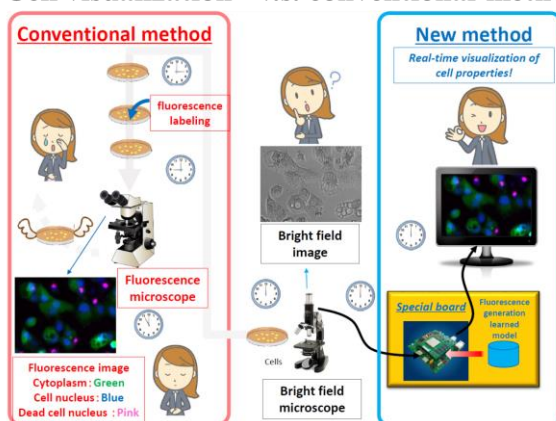 Conventional method
fluorescence
labeling
Fluorescence
microscope
Fluorescence image
Cytoplasm : Green
Cell nucleus : Blue
Dead cell nucleus : Pink
Bright field
image
Cells
Bright field
microscope
New method
Real-time visualization of
cell properties!
Special board
Fluorescence
generation
learned
model